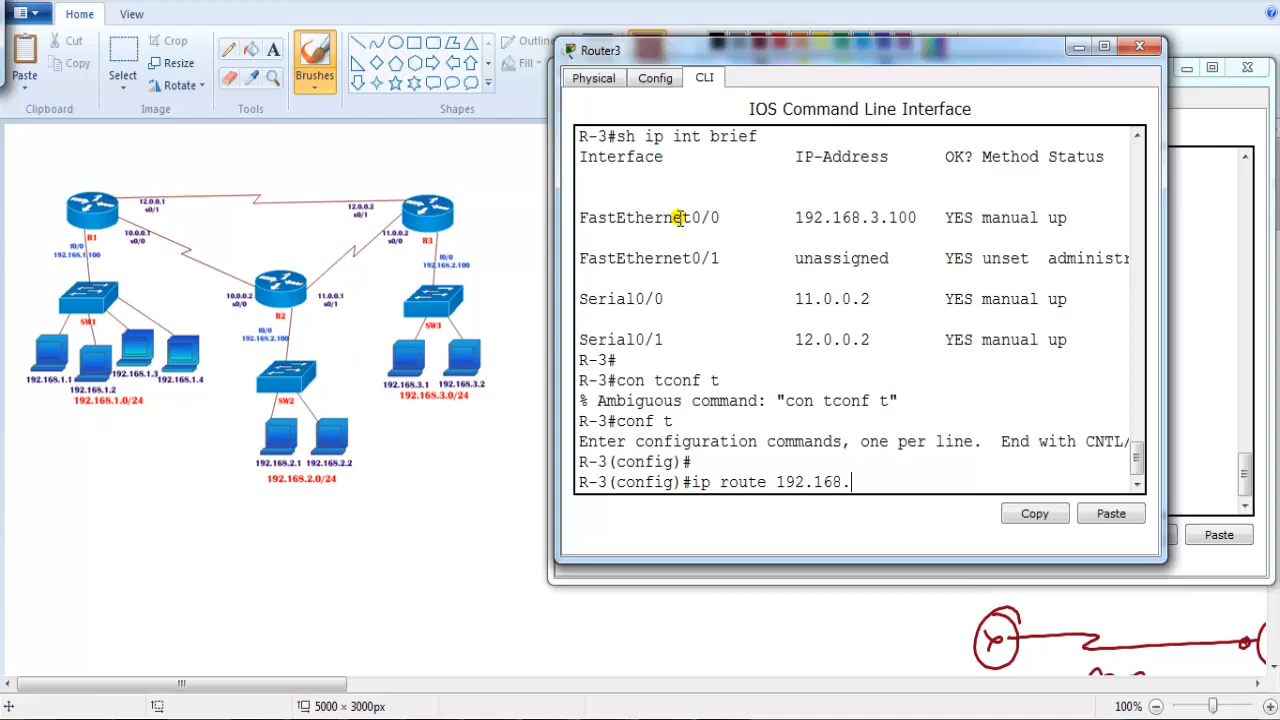 Home
View
Cut
Copy
Paste
Clipboard
Select
Crop
Resize
Rotate
Image
A
Tools
Brushes
Outline
Fill
Shapes
12.0.0.1
s0/1
12.0.0.2
s0/1
R1
10.0.0.1
s0/0
f0/0
192.168.1.100
11.0.0.2
s0/0
R3
f0/0
192.168.2.100
10.0.0.2
s0/0
11.0.0.1
s0/1
R2
f0/0
192.168.2.100
SW1
SW3
192.168.1.1
192.168.1.2
192.168.1.3
192.168.1.4
192.168.1.0/24
192.168.3.1
192.168.3.2
192.168.3.0/24
SW2
192.168.2.1
192.168.2.2
192.168.2.0/24
Router3
Physical
Config
CLI
IOS Command Line Interface
R-3#sh ip int brief
Interface IP-Address OK? Method Status
FastEthernet0/0 192.168.3.100 YES manual up
FastEthernet0/1 unassigned YES unset administr
Serial0/0 11.0.0.2 YES manual up
Serial0/1 12.0.0.2 YES manual up
R-3#
R-3#con tconf t
% Ambiguous command: "con tconf t"
R-3#conf t
Enter configuration commands, one per line. End with CNTL/
R-3(config)#
R-3(config)#ip route 192.168.
Copy
Paste
Paste
5000 × 3000px
100%